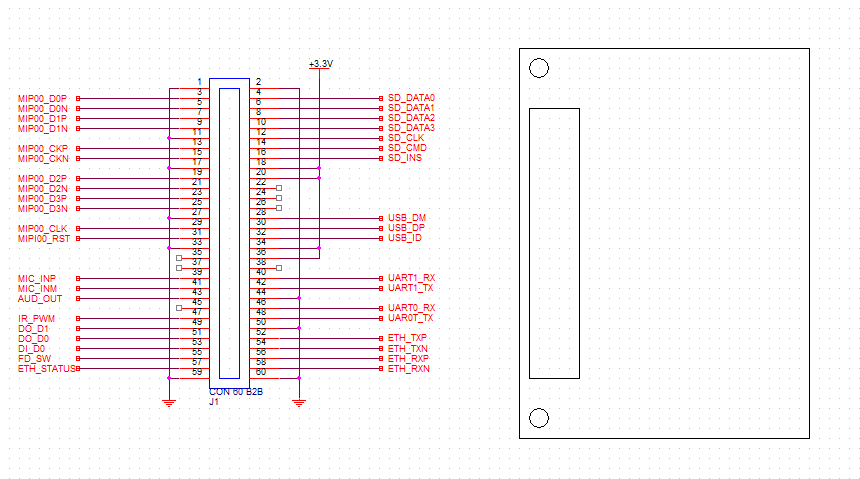 +3.3V
1 2
3 4
MIP00_D0P 5 6 SD_DATA0
MIP00_D0N 7 8 SD_DATA1
MIP00_D1P 9 10 SD_DATA2
MIP00_D1N 11 12 SD_DATA3
13 14 SD_CLK
MIP00_CKP 15 16 SD_CMD
MIP00_CKN 17 18 SD_INS
19 20
MIP00_D2P 21 22
MIP00_D2N 23 24
MIP00_D3P 25 26
MIP00_D3N 27 28
29 30 USB_DM
MIP00_CLK 31 32 USB_DP
MIPI00_RST 33 34 USB_ID
35 36
37 38
39 40
MIC_INP 41 42 UART1_RX
MIC_INM 43 44 UART1_TX
AUD_OUT 45 46
47 48 UART0_RX
IR_PWM 49 50 UAR0T_TX
DO_D1 51 52
DO_D0 53 54 ETH_TXP
DI_D0 55 56 ETH_TXN
FD_SW 57 58 ETH_RXP
ETH_STATUS 59 60 ETH_RXN
CON 60 B2B
J1